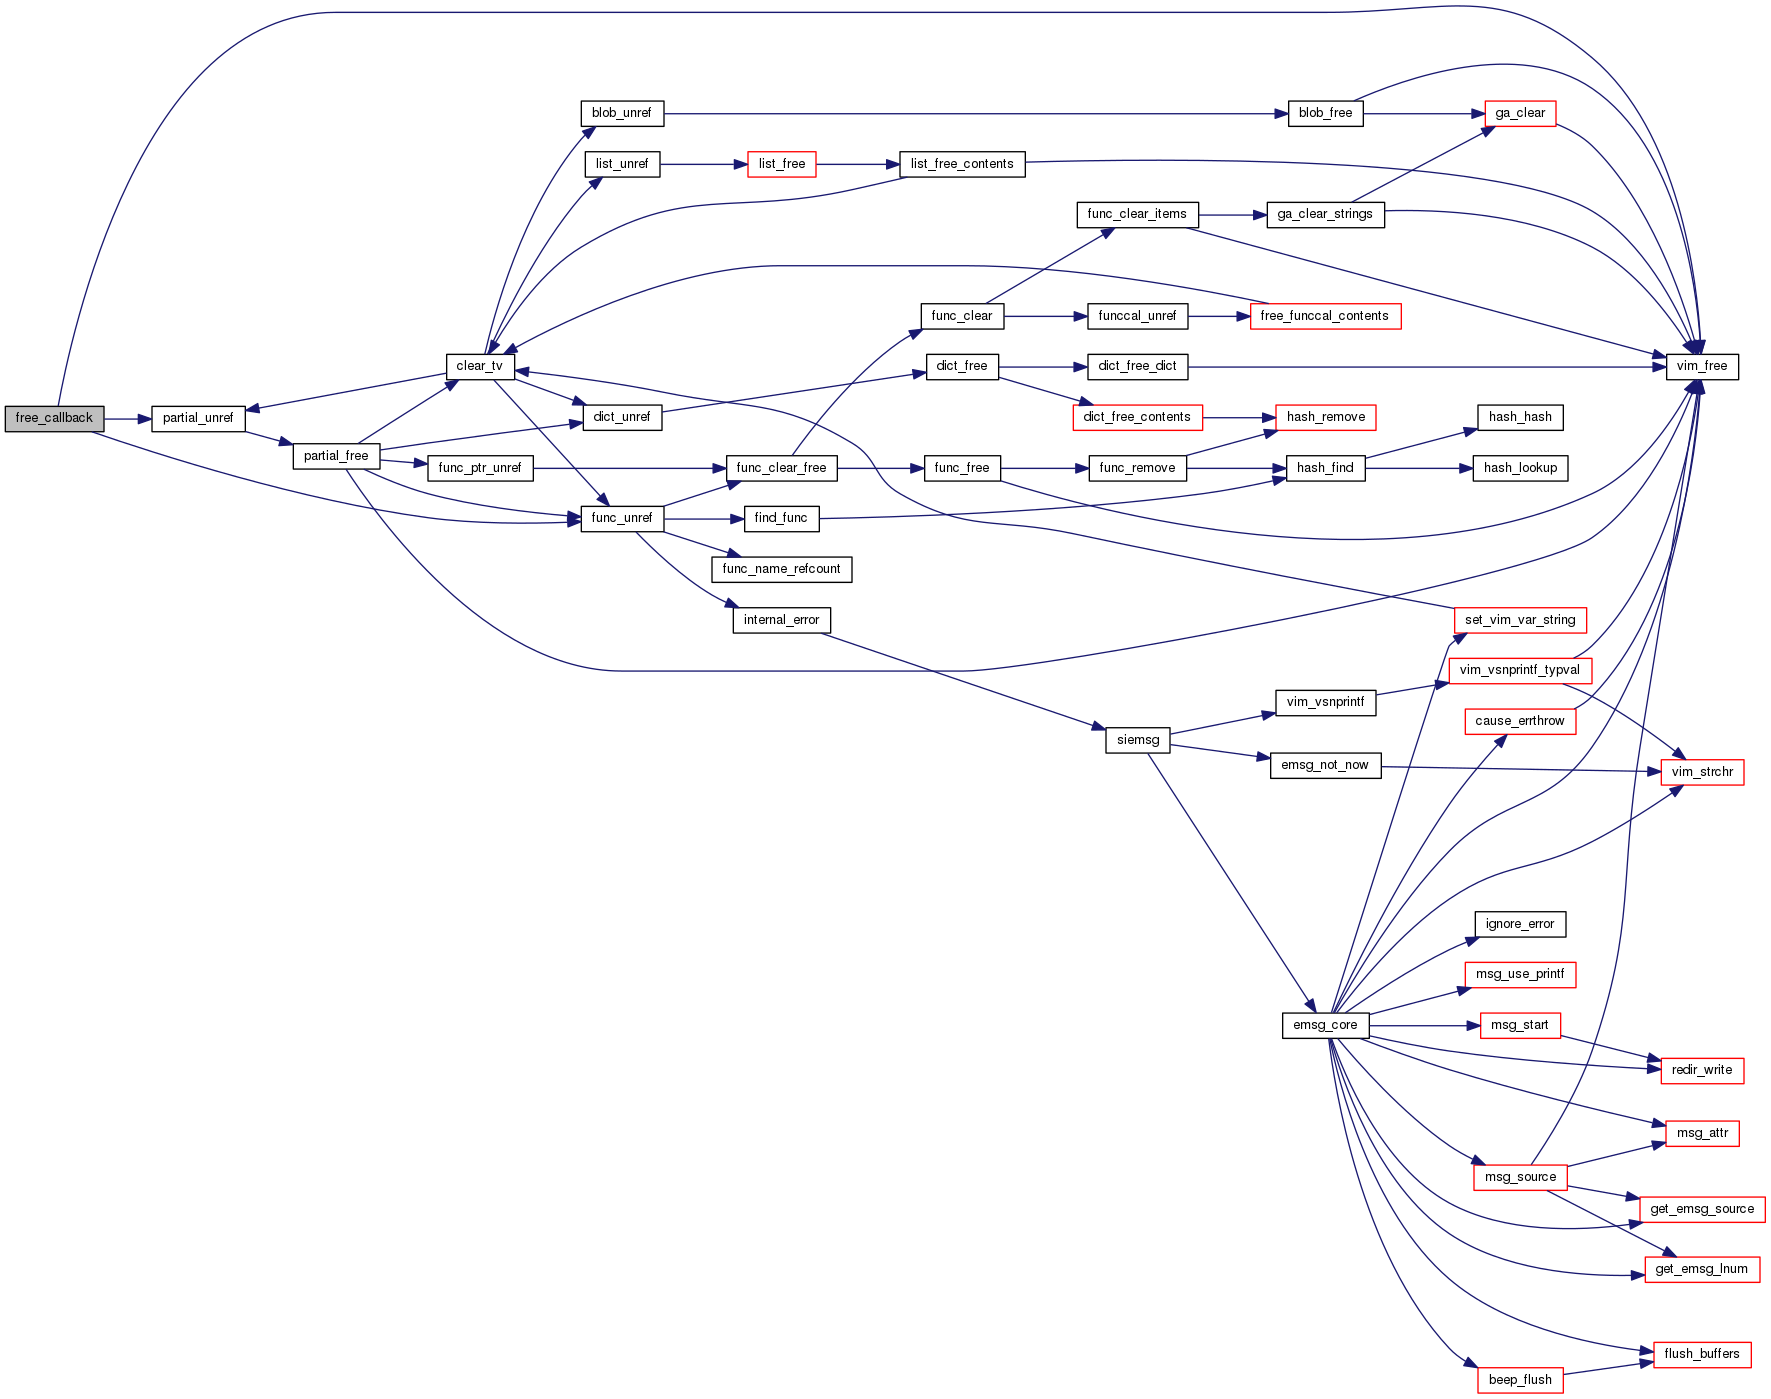 blob_unref
blob_free
ga_clear
list_unref
list_free
list_free_contents
func_clear_items
ga_clear_strings
func_clear
funccal_unref
free_funccal_contents
clear_tv
dict_free
dict_free_dict
vim_free
free_callback
partial_unref
dict_unref
dict_free_contents
hash_remove
hash_hash
partial_free
func_ptr_unref
func_clear_free
func_free
func_remove
hash_find
hash_lookup
func_unref
find_func
func_name_refcount
internal_error
set_vim_var_string
vim_vsnprintf_typval
vim_vsnprintf
cause_errthrow
siemsg
emsg_not_now
vim_strchr
ignore_error
msg_use_printf
emsg_core
msg_start
redir_write
msg_attr
msg_source
get_emsg_source
get_emsg_lnum
flush_buffers
beep_flush